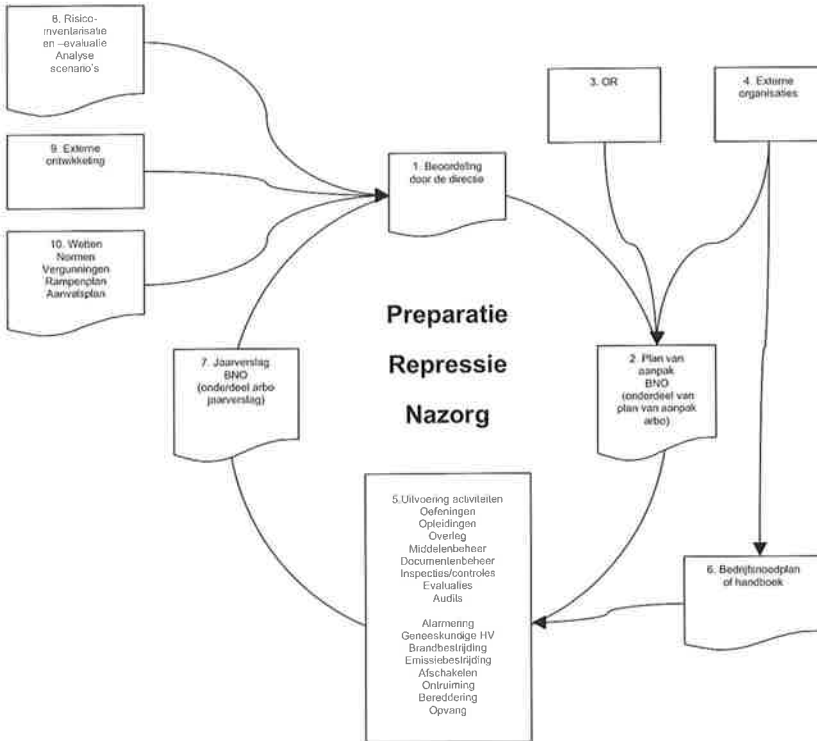 8. Risico-
inventarisatie
en –evaluatie
Analyse
scenario's
9. Externe
ontwikkeling
10. Wetten
Normen
Vergunningen
Rampenplan
Aanvalsplan
1. Beoordeling
door de directie
3. OR
4. Externe
organisaties
Preparatie
Repressie
Nazorg
7. Jaarverslag
BNO
(onderdeel arbo
jaarverslag)
2. Plan van
aanpak
BNO
(onderdeel van
plan van aanpak
arbo)
5.Uitvoering activiteiten
Oefeningen
Opleidingen
Overleg
Middelenbeheer
Documentenbeheer
Inspecties/controles
Evaluaties
Audits
Alarmering
Geneeskundige HV
Brandbestrijding
Emissiebestrijding
Afschakelen
Ontruiming
Bereddering
Opvang
6. Bedrijfsnoodplan
of handboek